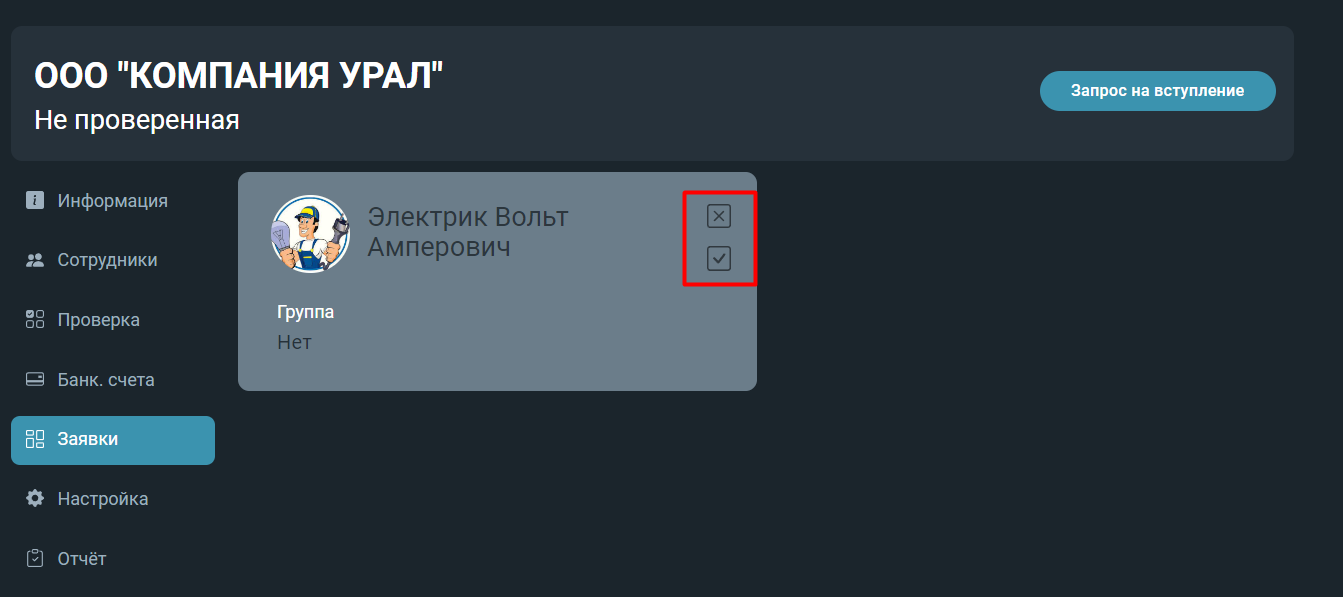 ООО "КОМПАНИЯ УРАЛ"
Не проверенная
Запрос на вступление
Информация
Сотрудники
Проверка
Банк. счета
Заявки
Настройка
Отчёт
Электрик Вольт
Амперович
Группа
Нет